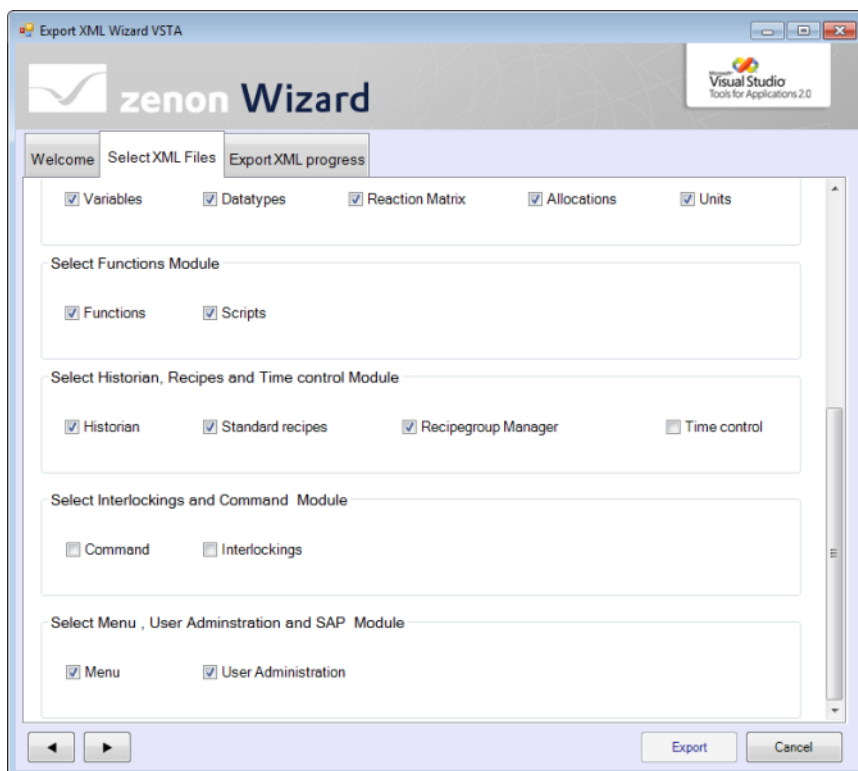 Export XML Wizard VSTA
zenon Wizard
Microsoft
Visual Studio
Tools for Applications 2.0
Welcome Select XML Files Export XML progress
Variables Datatypes Reaction Matrix Allocations Units
Select Functions Module
Functions Scripts
Select Historian, Recipes and Time control Module
Historian Standard recipes Recipegroup Manager Time control
Select Interlockings and Command Module
Command Interlockings
Select Menu , User Adminstration and SAP Module
Menu User Administration
Export Cancel